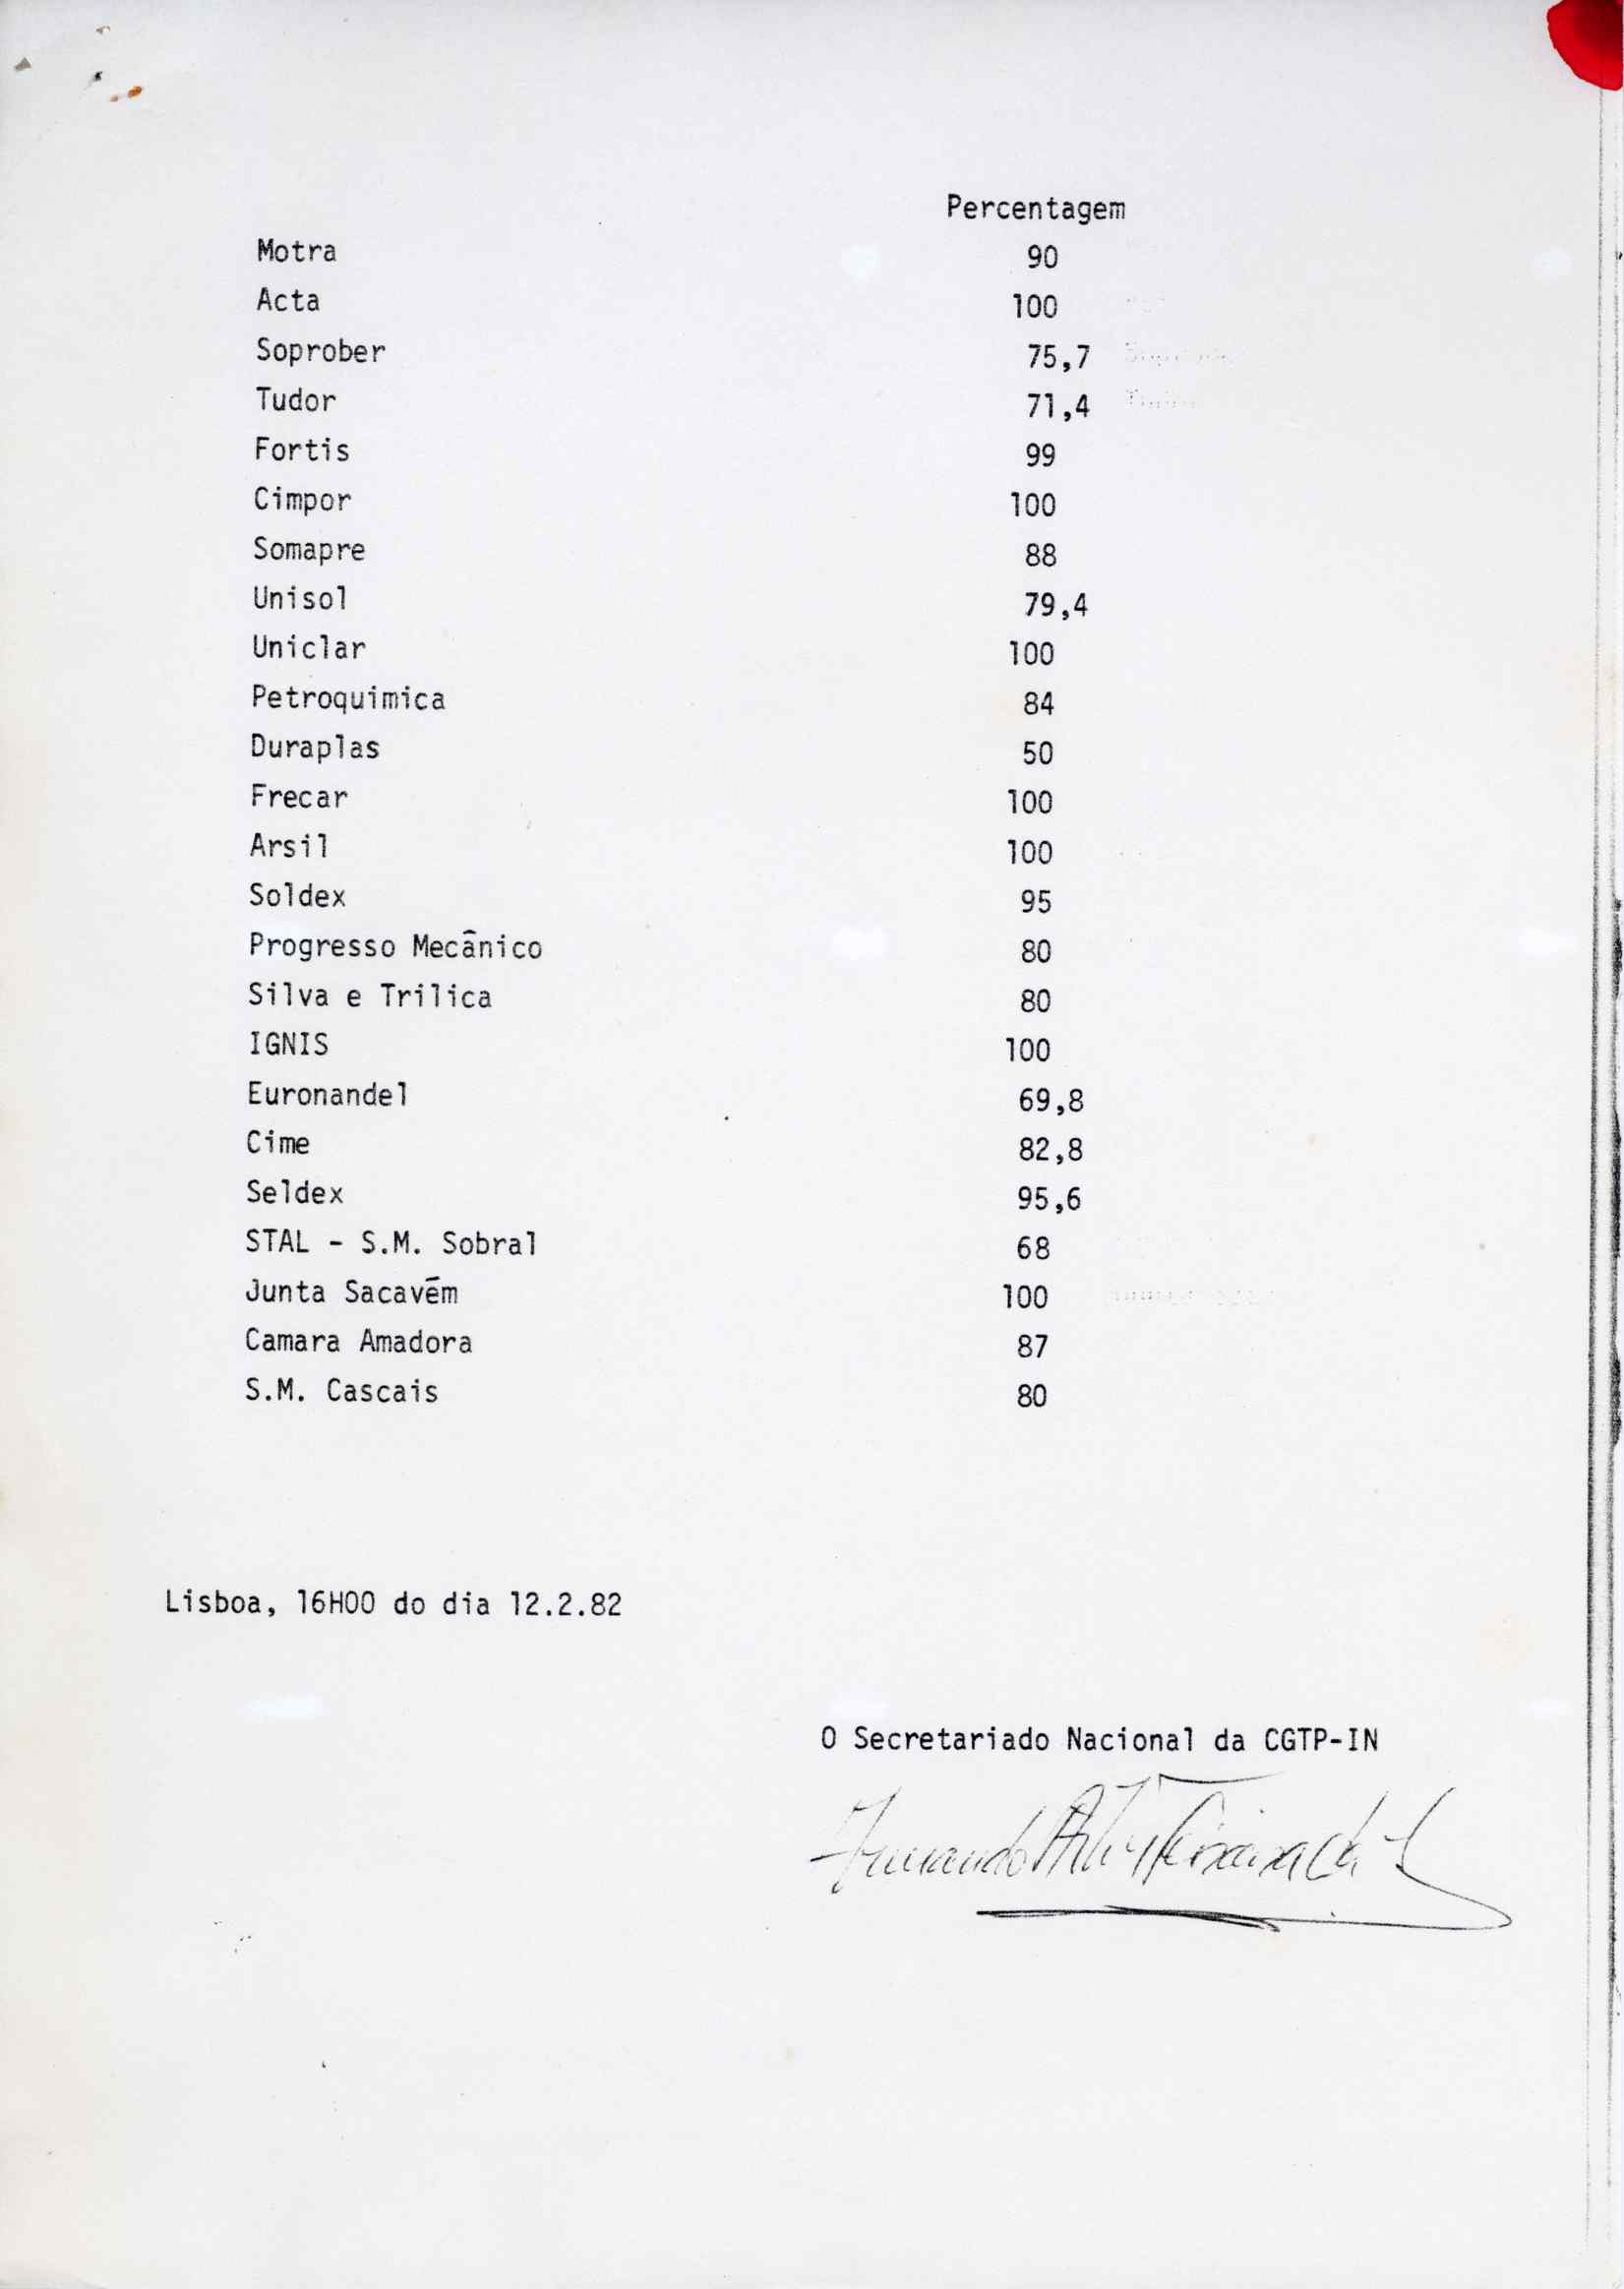 Percentagem
Motra 90
Acta 100
Soprober 75,7
Tudor 71,4
Fortis 99
Cimpor 100
Somapre 88
Unisol 79,4
Uniclar 100
Petroquimica 84
Duraplas 50
Frecar 100
Arsil 100
Soldex 95
Progresso Mecânico 80
Silva e Trilica 80
IGNIS 100
Euronandel 69,8
Cime 82,8
Seldex 95,6
STAL - S.M. Sobral 68
Junta Sacavém 100
Camara Amadora 87
S.M. Cascais 80
Lisboa, 16H00 do dia 12.2.82
O Secretariado Nacional da CGTP-IN
Fernando Teixeira da